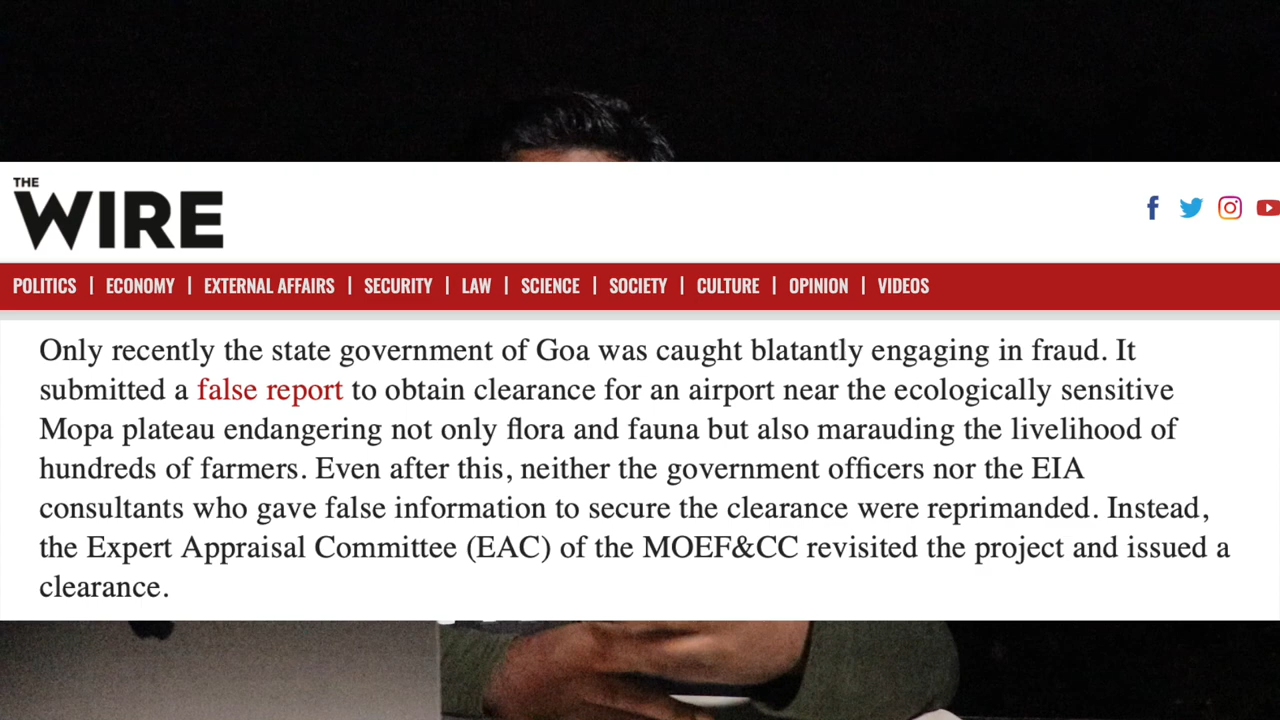 THE
WIRE
POLITICS | ECONOMY | EXTERNAL AFFAIRS | SECURITY | LAW | SCIENCE | SOCIETY | CULTURE | OPINION | VIDEOS
Only recently the state government of Goa was caught blatantly engaging in fraud. It
submitted a false report to obtain clearance for an airport near the ecologically sensitive
Mopa plateau endangering not only flora and fauna but also marauding the livelihood of
hundreds of farmers. Even after this, neither the government officers nor the EIA
consultants who gave false information to secure the clearance were reprimanded. Instead,
the Expert Appraisal Committee (EAC) of the MOEF&CC revisited the project and issued a
clearance.